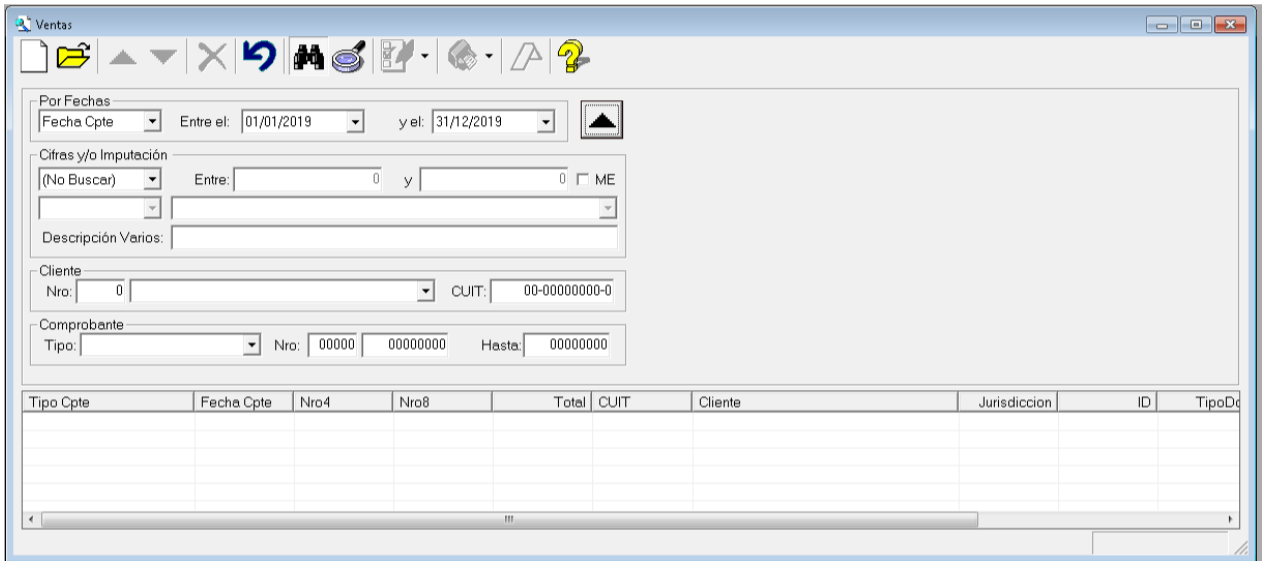 Ventas
Por Fechas
Fecha Cpte Entre el: 01/01/2019 y el: 31/12/2019
Cifras y/o Imputación
(No Buscar) Entre: 0 y 0 ME
Descripción Varios:
Cliente
Nro: 0 CUIT: 00-00000000-0
Comprobante
Tipo: Nro: 00000 00000000 Hasta: 00000000
Tipo Cpte Fecha Cpte Nro4 Nro8 Total CUIT Cliente Jurisdiccion ID TipoDo